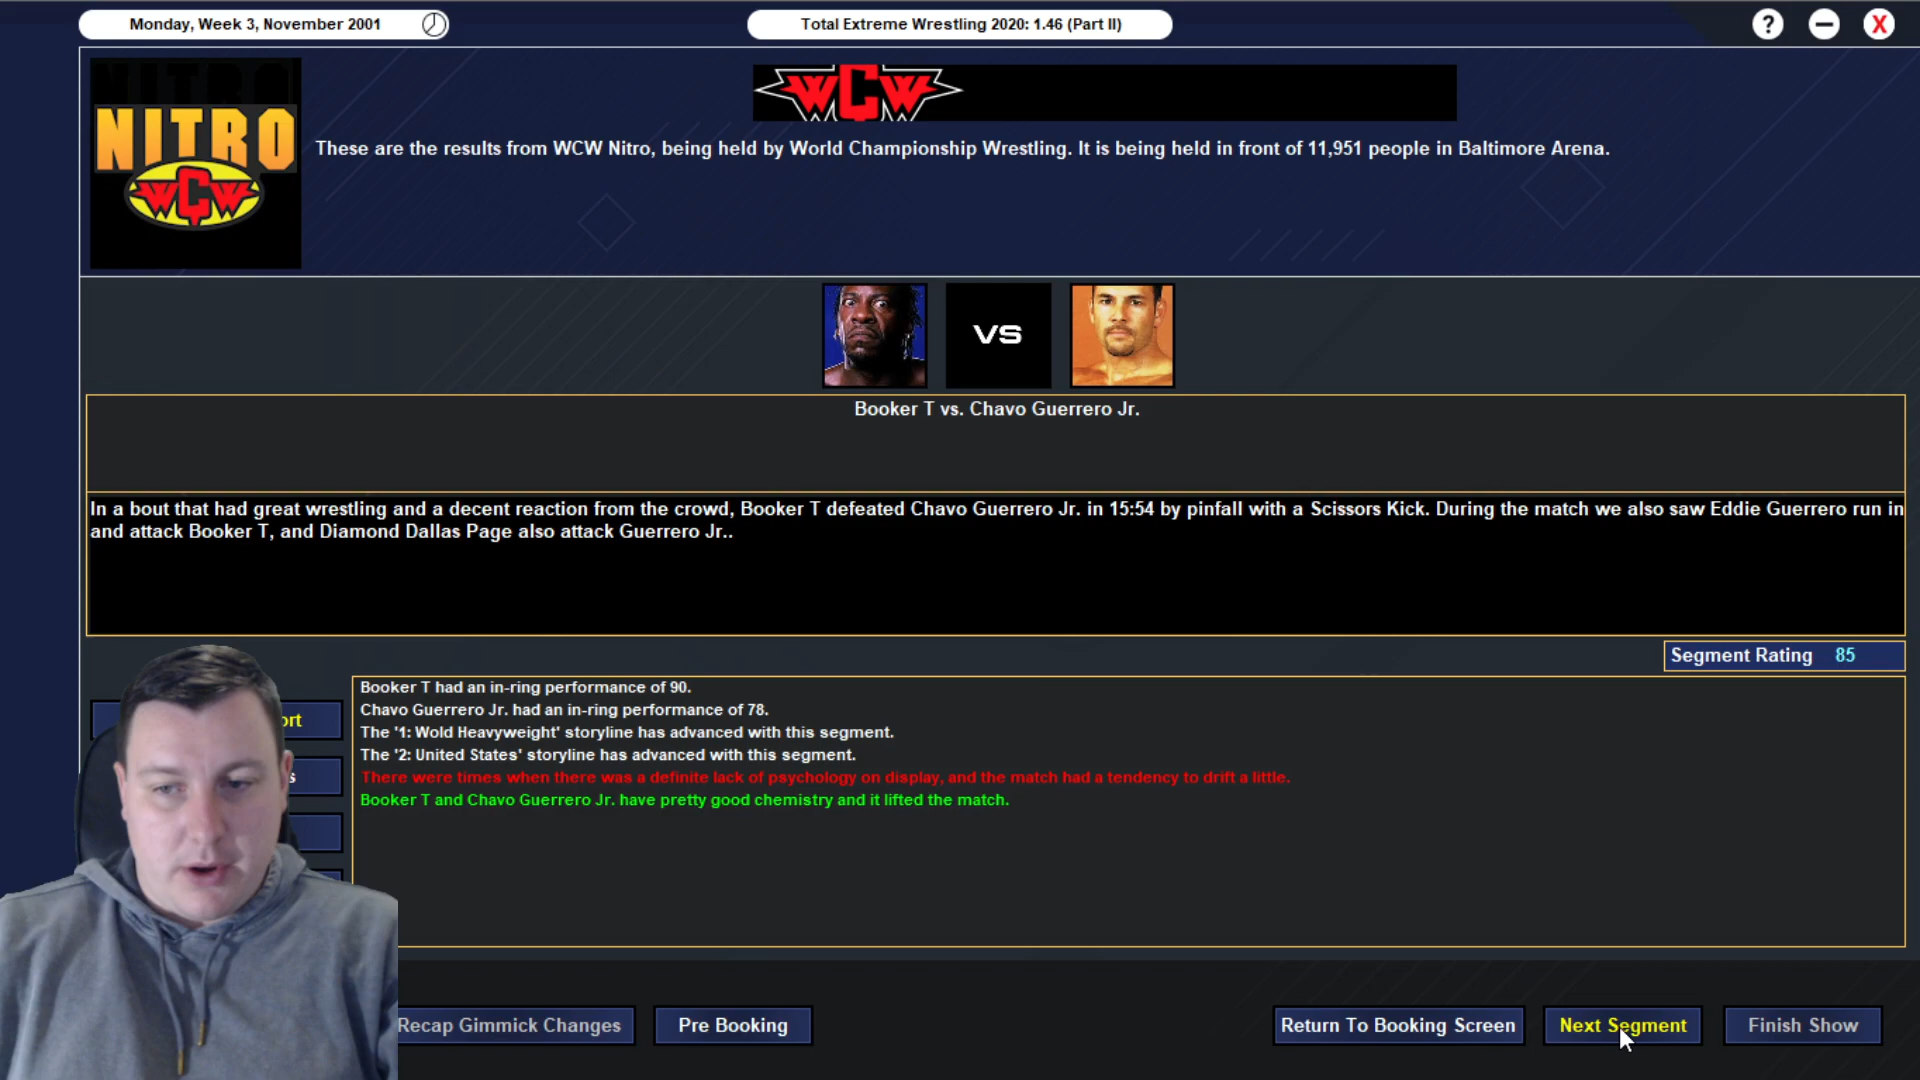 Monday, Week 3, November 2001
Total Extreme Wrestling 2020: 1.46 (Part II)
?
X
NITRO
WCW
WCW
These are the results from WCW Nitro, being held by World Championship Wrestling. It is being held in front of 11,951 people in Baltimore Arena.
VS
Booker T vs. Chavo Guerrero Jr.
In a bout that had great wrestling and a decent reaction from the crowd, Booker T defeated Chavo Guerrero Jr. in 15:54 by pinfall with a Scissors Kick. During the match we also saw Eddie Guerrero run in
and attack Booker T, and Diamond Dallas Page also attack Guerrero Jr..
Segment Rating 85
Booker T had an in-ring performance of 90.
Chavo Guerrero Jr. had an in-ring performance of 78.
The '1: Wold Heavyweight' storyline has advanced with this segment.
The '2: United States' storyline has advanced with this segment.
There were times when there was a definite lack of psychology on display, and the match had a tendency to drift a little.
Booker T and Chavo Guerrero Jr. have pretty good chemistry and it lifted the match.
ort
s
Recap Gimmick Changes
Pre Booking
Return To Booking Screen
Next Segment
Finish Show